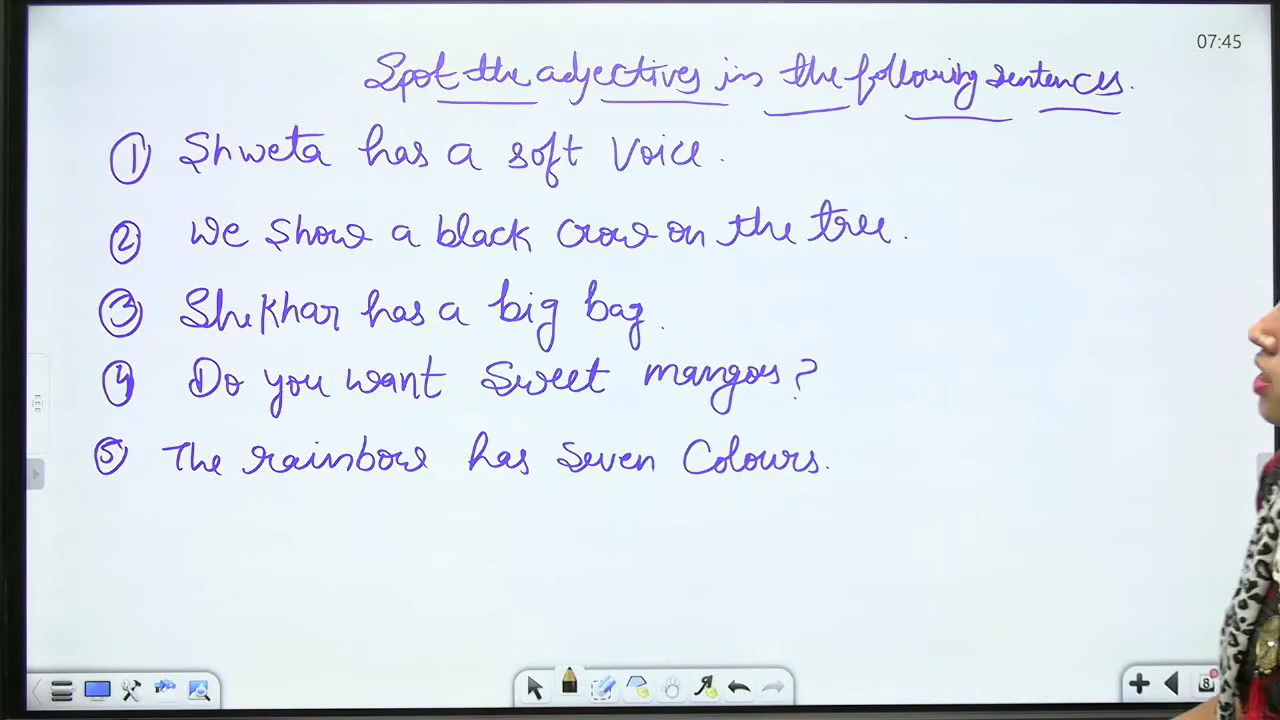 07:45
Spot the adjectives in the following sentences.
① Shweta has a soft Voice.
② We show a black crow on the tree.
③ Shekhar has a big bag.
④ Do you want Sweet mangoes?
⑤ The rainbow has Seven Colours.
8